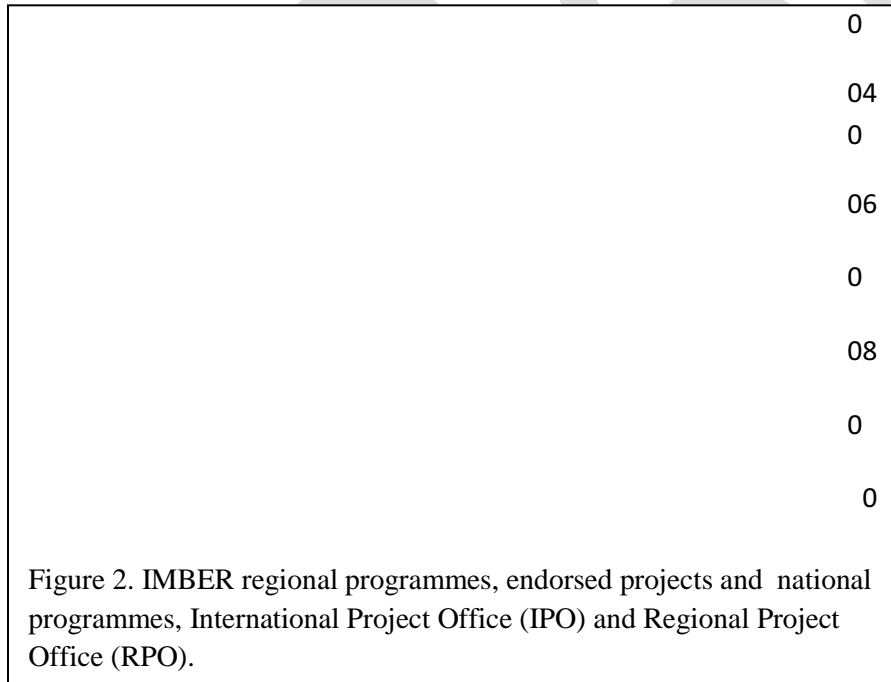 0
04
0
06
0
08
0
0
Figure 2. IMBER regional programmes, endorsed projects and national
programmes, International Project Office (IPO) and Regional Project
Office (RPO).